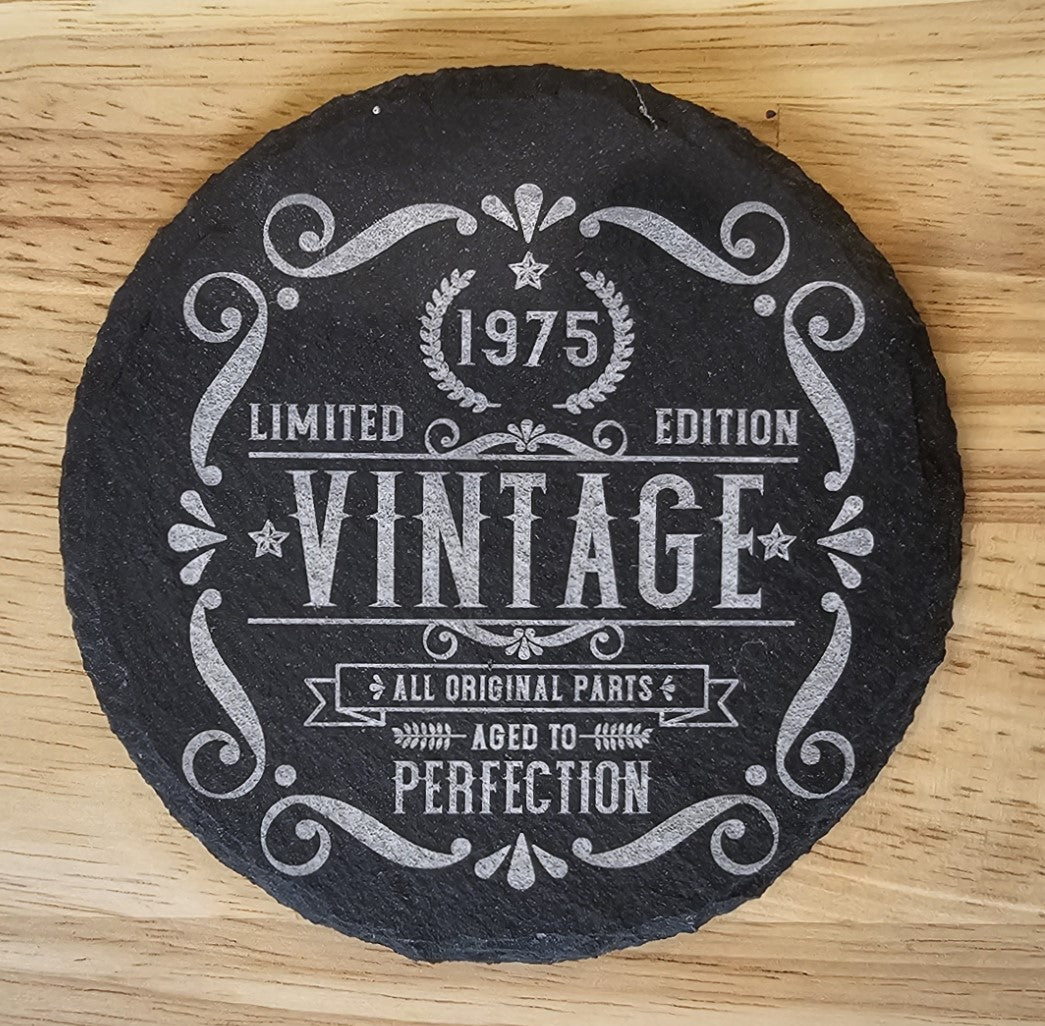 1975
LIMITED EDITION
VINTAGE
ALL ORIGINAL PARTS
AGED TO
PERFECTION